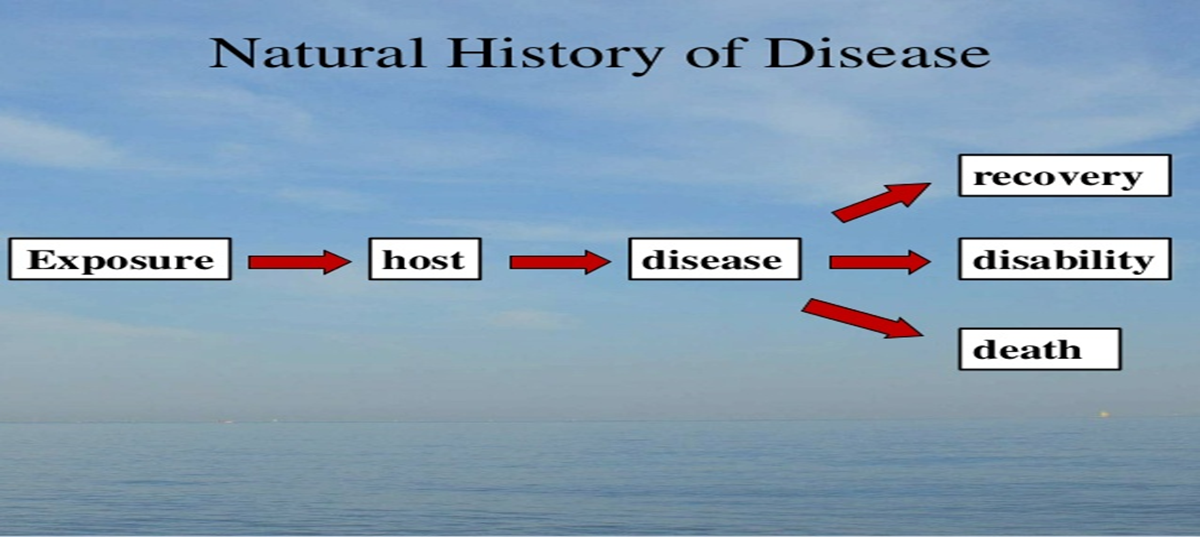 Natural History of Disease
Exposure
host
disease
recovery
disability
death